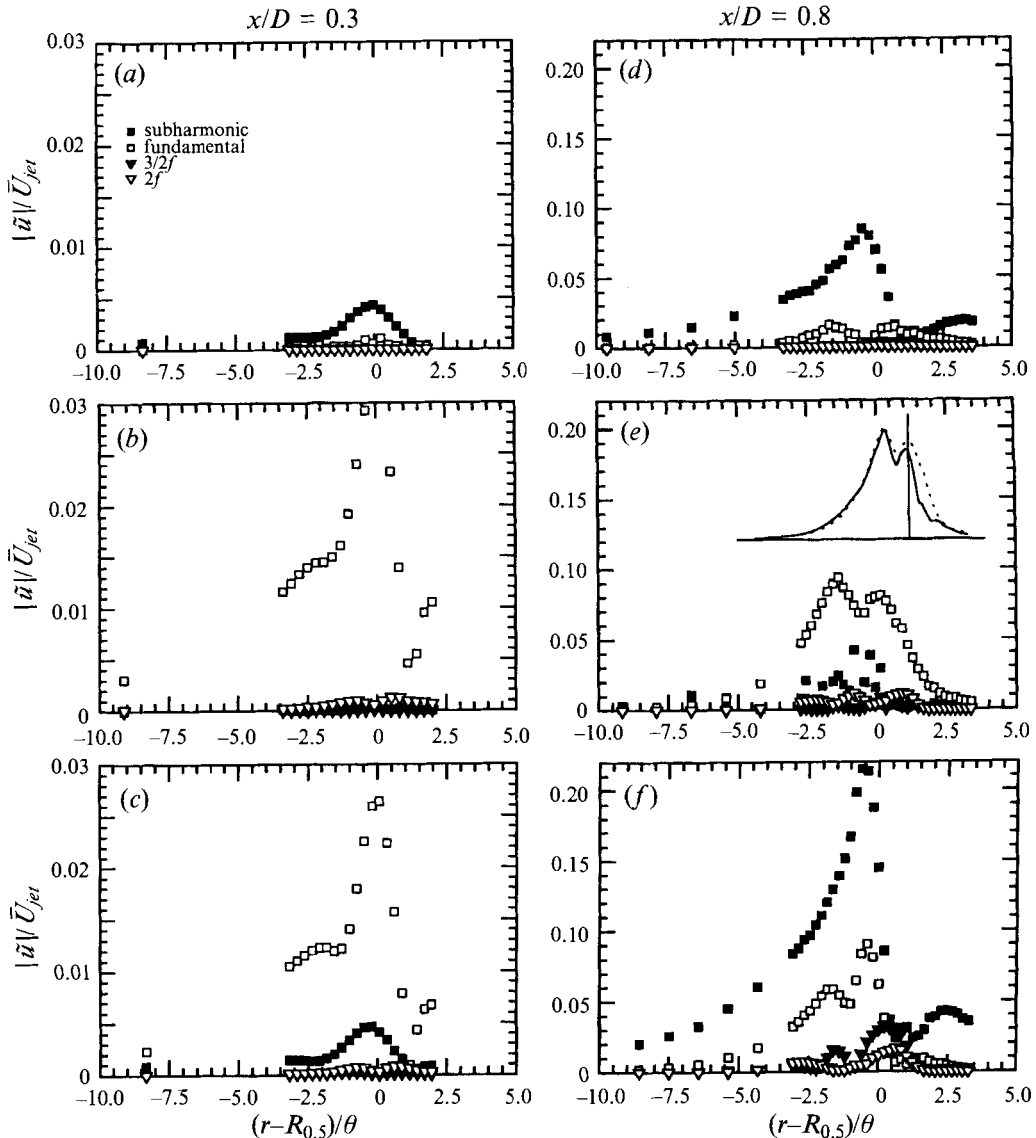 x/D = 0.3
x/D = 0.8
(a)
0.03
0.02
0.01
0
|ũ|/Ū_jet
■ subharmonic
□ fundamental
▼ 3/2f
▽ 2f
−10.0 −7.5 −5.0 −2.5 0 2.5 5.0
(d)
0.20
0.15
0.10
0.05
0
−10.0 −7.5 −5.0 −2.5 0 2.5 5.0
(b)
0.03
0.02
0.01
0
|ũ|/Ū_jet
−10.0 −7.5 −5.0 −2.5 0 2.5 5.0
(e)
0.20
0.15
0.10
0.05
0
−10.0 −7.5 −5.0 −2.5 0 2.5 5.0
(c)
0.03
0.02
0.01
0
|ũ|/Ū_jet
−10.0 −7.5 −5.0 −2.5 0 2.5 5.0
(r−R_0.5)/θ
(f)
0.20
0.15
0.10
0.05
0
−10.0 −7.5 −5.0 −2.5 0 2.5 5.0
(r−R_0.5)/θ